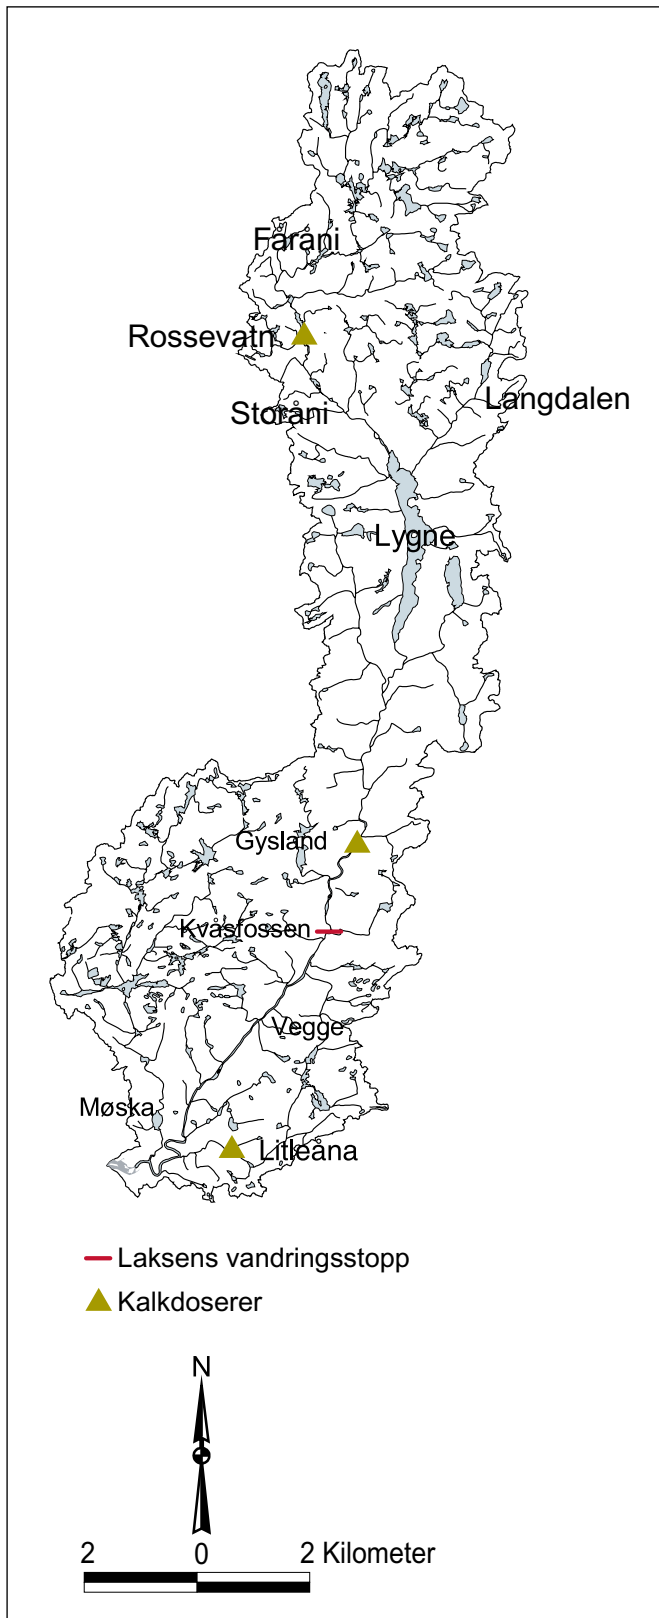 Faråni
Rossevatn
Langdalen
Storåni
Lygne
Gysland
Kvåsfossen
Vegge
Møska
Litleåna
Laksens vandringsstopp
Kalkdoserer
N
2 0 2 Kilometer